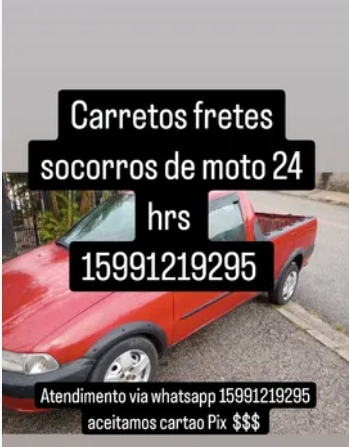 Carretos fretes
socorros de moto 24
hrs
15991219295
Atendimento via whatsapp 15991219295
aceitamos cartao Pix $$$